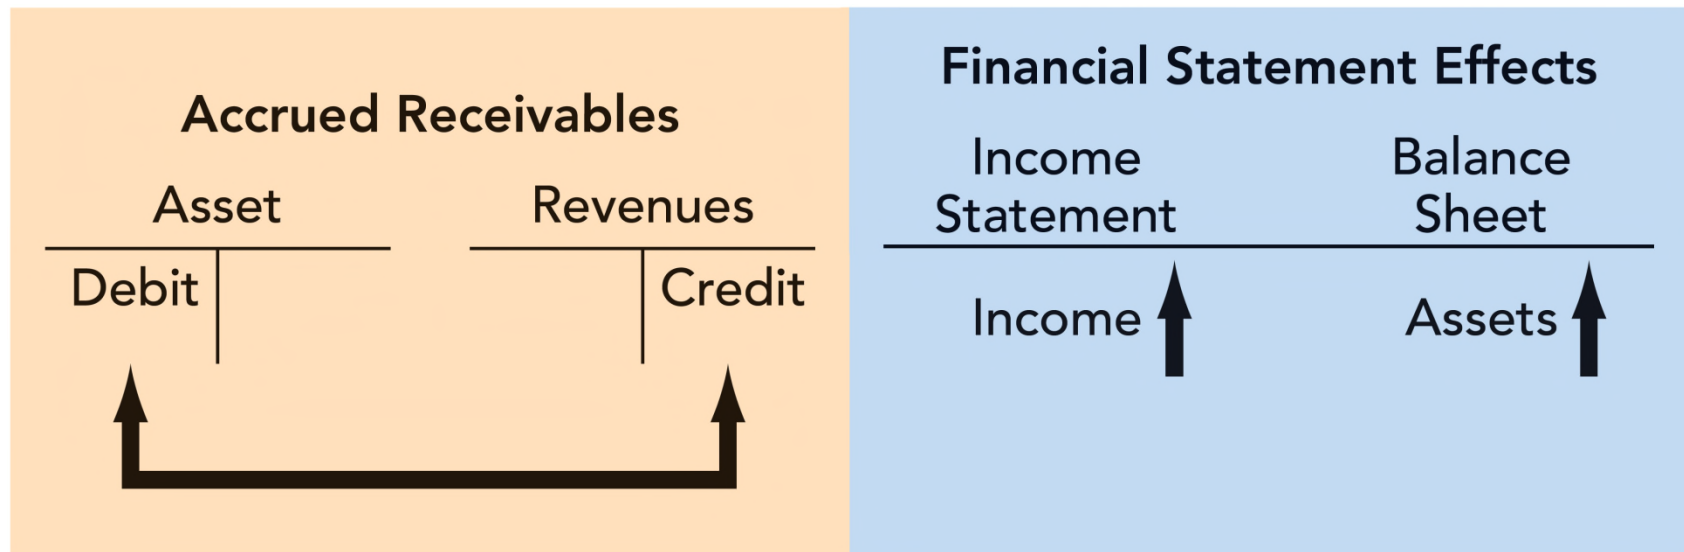 Accrued Receivables
Asset
Revenues
Debit
Credit
Financial Statement Effects
Income
Statement
Balance
Sheet
Income
Assets